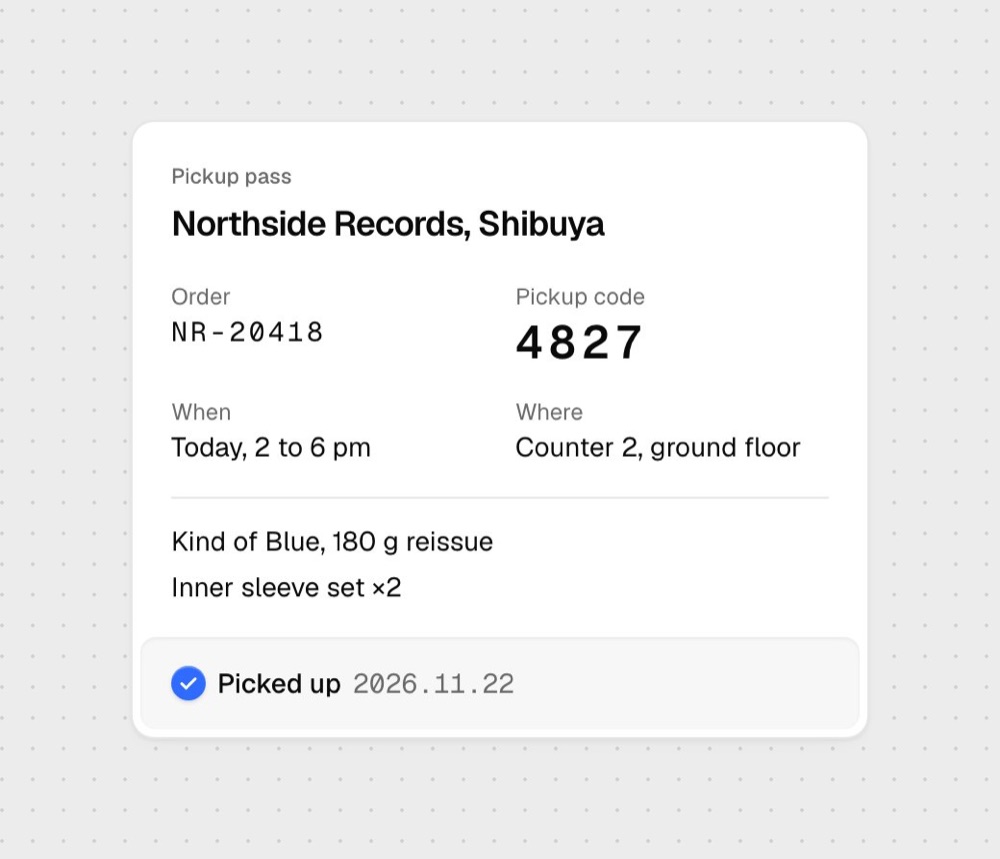 Pickup pass
Northside Records, Shibuya
Order
NR-20418
Pickup code
4827
When
Today, 2 to 6 pm
Where
Counter 2, ground floor
Kind of Blue, 180 g reissue
Inner sleeve set ×2
Picked up 2026.11.22